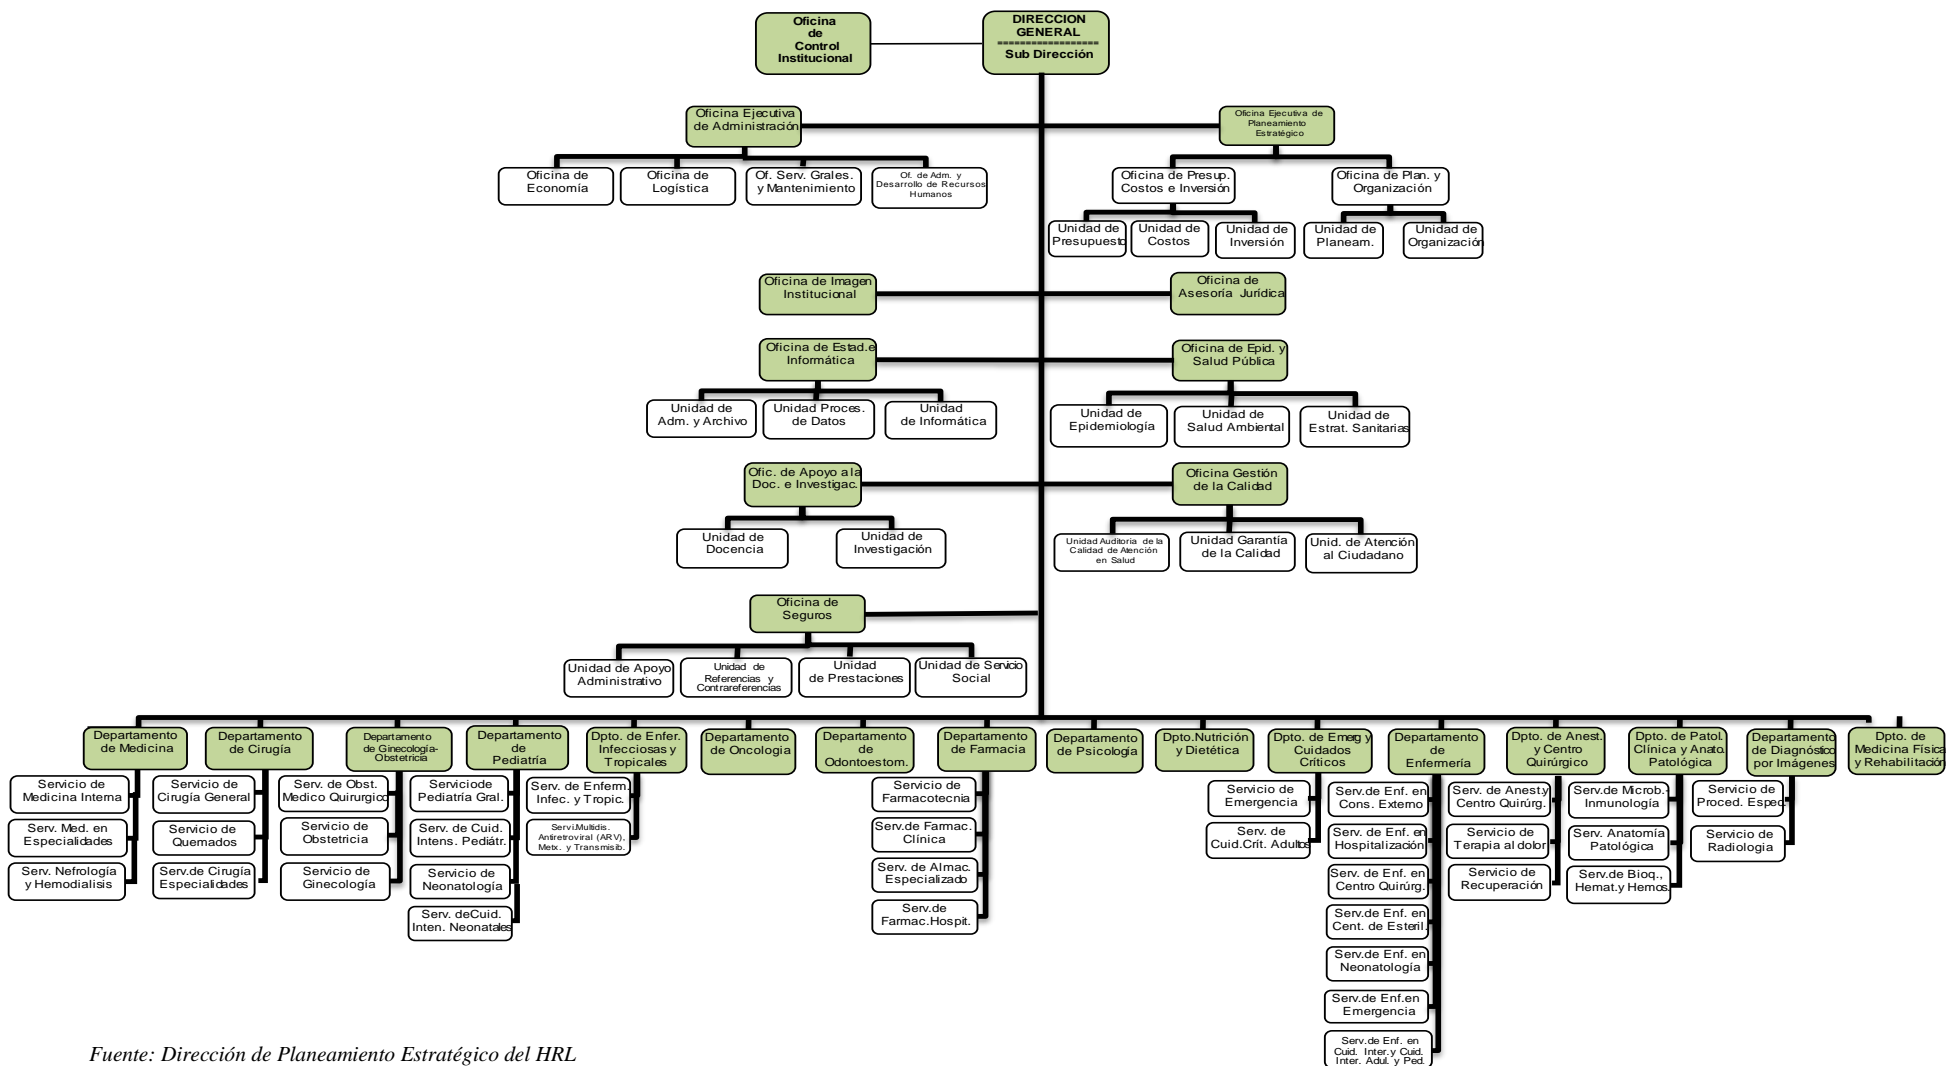 Oficina
de
Control
Institucional
DIRECCION
GENERAL
==================
Sub Dirección
Oficina Ejecutiva
de Administración
Oficina Ejecutiva de
Planeamiento
Estratégico
Oficina de
Economía
Oficina de
Logística
Of. Serv. Grales.
y Mantenimiento
Of. de Adm. y
Desarrollo de Recursos
Humanos
Oficina de Presup.
Costos e Inversión
Oficina de Plan. y
Organización
Unidad de
Presupuesto
Unidad de
Costos
Unidad de
Inversión
Unidad de
Planeam.
Unidad de
Organización
Oficina de Imagen
Institucional
Oficina de
Asesoría Jurídica
Oficina de Estad.e
Informática
Oficina de Epid. y
Salud Pública
Unidad de
Adm. y Archivo
Unidad Proces.
de Datos
Unidad
de Informática
Unidad de
Epidemiología
Unidad de
Salud Ambiental
Unidad de
Estrat. Sanitarias
Ofic. de Apoyo a la
Doc. e Investigac.
Oficina Gestión
de la Calidad
Unidad de
Docencia
Unidad de
Investigación
Unidad Auditoria de la
Calidad de Atención
en Salud
Unidad Garantía
de la Calidad
Unid. de Atención
al Ciudadano
Oficina de
Seguros
Unidad de Apoyo
Administrativo
Unidad de
Referencias y
Contrareferencias
Unidad
de Prestaciones
Unidad de Servicio
Social
Departamento
de Medicina
Servicio de
Medicina Interna
Serv. Med. en
Especialidades
Serv. Nefrología
y Hemodialisis
Departamento
de Cirugía
Servicio de
Cirugía General
Servicio de
Quemados
Serv.de Cirugía
Especialidades
Departamento
de Ginecología-
Obstetricia
Serv. de Obst.
Medico Quirurgico
Servicio de
Obstetricia
Servicio de
Ginecología
Departamento
de
Pediatría
Serviciode
Pediatría Gral.
Serv. de Cuid.
Intens. Pediátr.
Servicio de
Neonatología
Serv. deCuid.
Inten. Neonatales
Dpto. de Enfer.
Infecciosas y
Tropicales
Serv. de Enferm.
Infec. y Tropic.
Servi.Multidis.
Antiretroviral (ARV),
Metx. y Transmisib.
Departamento
de Oncologia
Departamento
de
Odontoestom.
Departamento
de Farmacia
Servicio de
Farmacotecnia
Serv.de Farmac.
Clínica
Serv. de Almac.
Especializado
Serv.de
Farmac.Hospit.
Departamento
de Psicología
Dpto.Nutrición
y Dietética
Dpto. de Emerg y
Cuidados
Críticos
Servicio de
Emergencia
Serv. de
Cuid.Crít. Adultos
Departamento
de
Enfermería
Serv.de Enf. en
Cons. Externo
Serv. de Enf. en
Hospitalización
Serv. de Enf. en
Centro Quirúrg.
Serv.de Enf. en
Cent. de Esteril.
Serv.de Enf. en
Neonatología
Serv.de Enf.en
Emergencia
Serv.de Enf. en
Cuid. Inter.y Cuid.
Inter. Adul. y Ped.
Dpto. de Anest.
y Centro
Quirúrgico
Serv. de Anest.y
Centro Quirúrg.
Servicio de
Terapia al dolor
Servicio de
Recuperación
Dpto. de Patol.
Clínica y Anato.
Patológica
Serv.de Microb.-
Inmunología
Serv. Anatomía
Patológica
Serv.de Bioq.,
Hemat.y Hemos.
Departamento
de Diagnóstico
por Imágenes
Servicio de
Proced. Espec.
Servicio de
Radiologia
Dpto. de
Medicina Física
y Rehabilitación
Fuente: Dirección de Planeamiento Estratégico del HRL